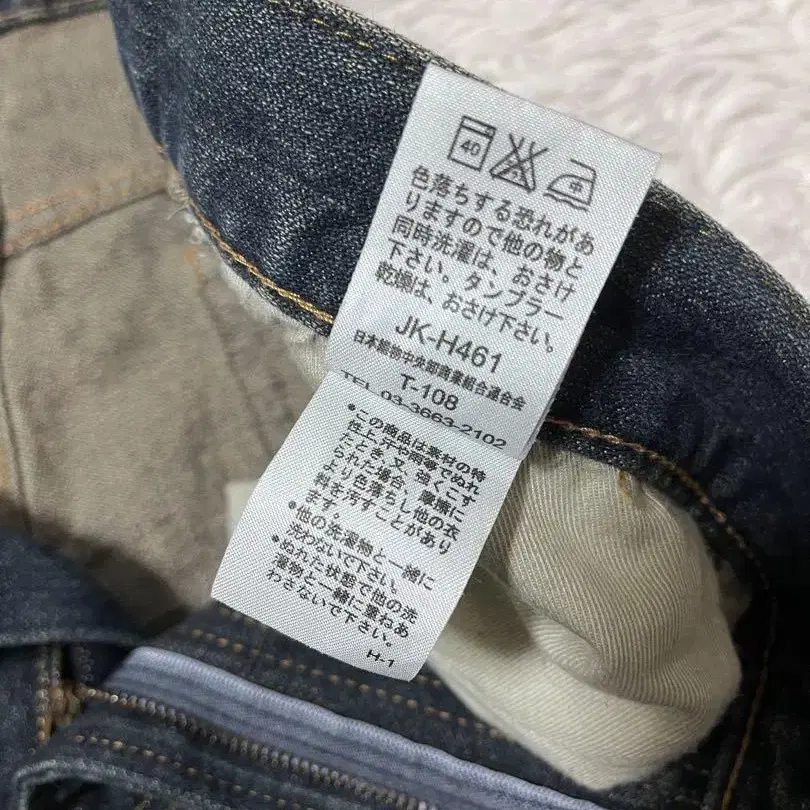 40
中
色落ちする恐れがあ
りますので他の物と
同時洗濯は、おさけ
下さい。タンブラー
乾燥は、おさけ下さい。
JK-H461
日本織物中央卸商業組合連合会
T-108
TEL 03-3663-2102
•この商品は素材の特
性上、汗や雨等でぬれ
たとき、又、強くこす
られた場合、摩擦に
より色落ちし他の衣
料を汚すことがあり
ます。
•他の洗濯物と一緒に
洗わないで下さい。
•ぬれた状態で他の洗
濯物と一緒に重ねあ
わさないで下さい。
H-1